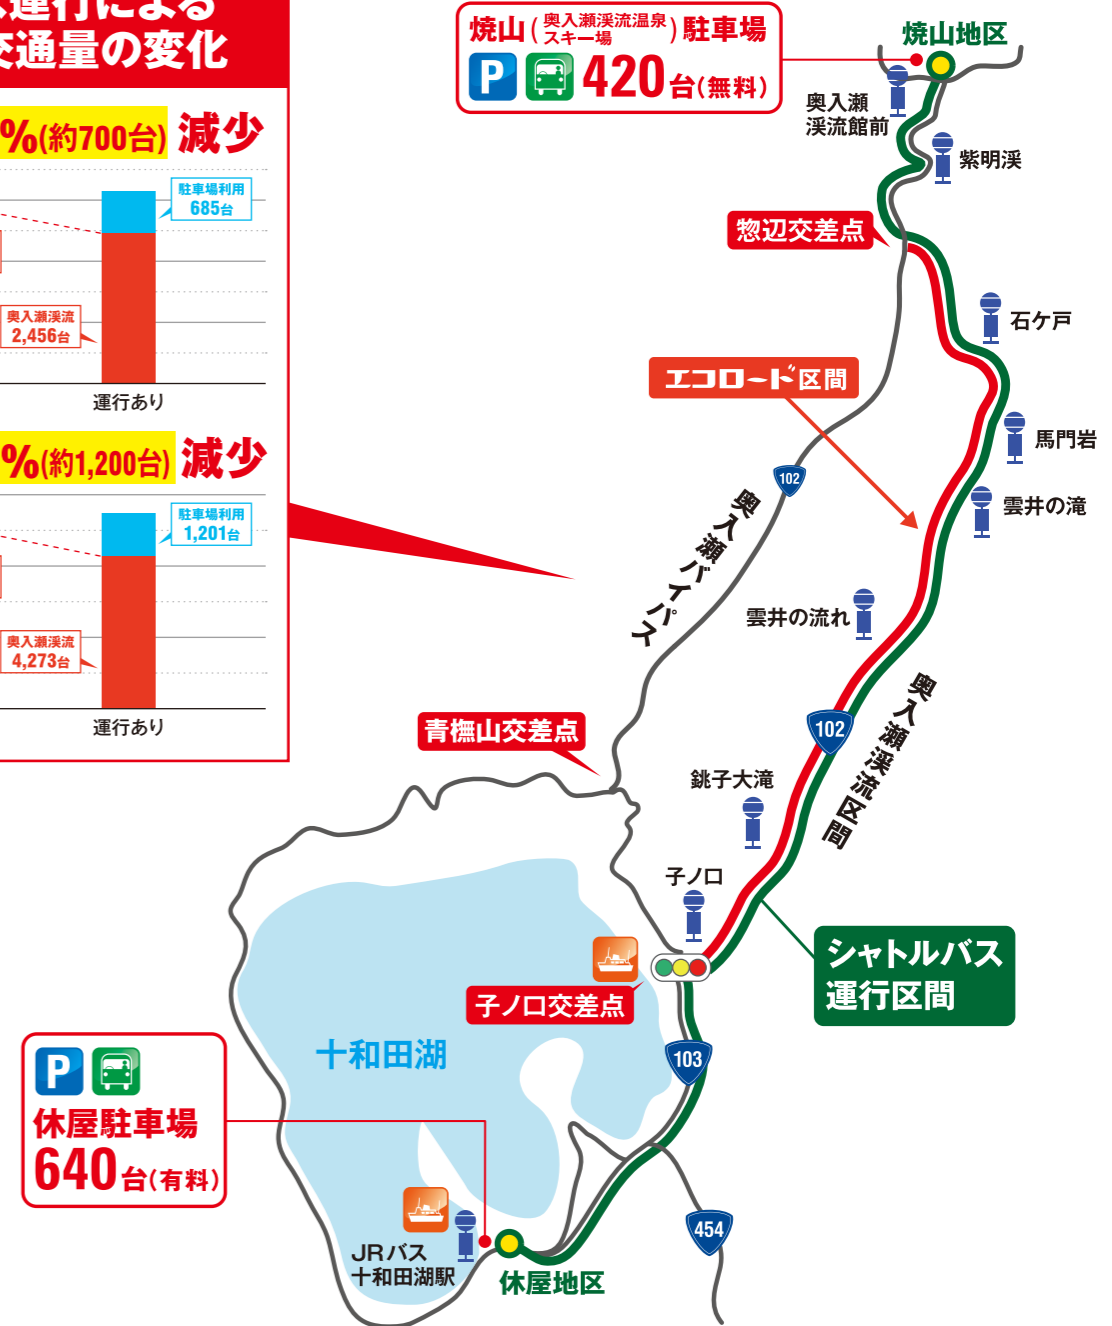 運行による
交通量の変化
%(約700台) 減少
駐車場利用
685台
奥入瀬渓流
2,456台
運行あり
%(約1,200台) 減少
駐車場利用
1,201台
奥入瀬渓流
4,273台
運行あり
焼山(奥入瀬渓流温泉スキー場)駐車場
P 420台(無料)
焼山地区
奥入瀬
渓流館前
紫明渓
惣辺交差点
石ケ戸
エコロード区間
馬門岩
102
雲井の滝
奥入瀬バイパス
雲井の流れ
奥入瀬渓流区間
102
青橅山交差点
銚子大滝
子ノ口
シャトルバス
運行区間
子ノ口交差点
十和田湖
103
P
休屋駐車場
640台(有料)
454
JRバス
十和田湖駅
休屋地区